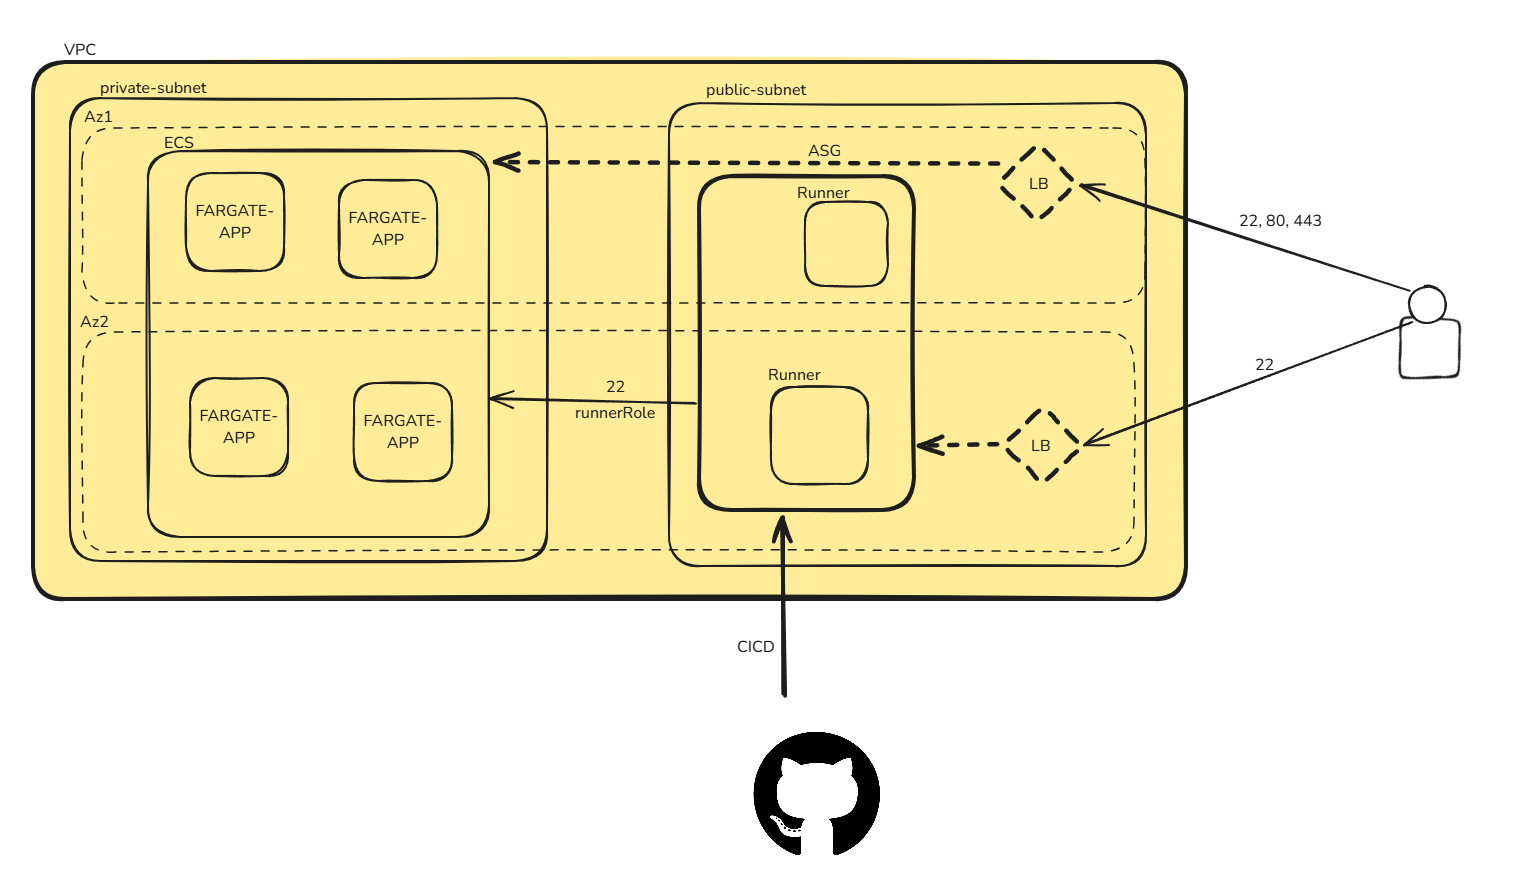 VPC
private-subnet
public-subnet
Az1
ECS
ASG
LB
Runner
FARGATE-
APP
FARGATE-
APP
22, 80, 443
Az2
22
runnerRole
Runner
22
FARGATE-
APP
FARGATE-
APP
LB
CICD